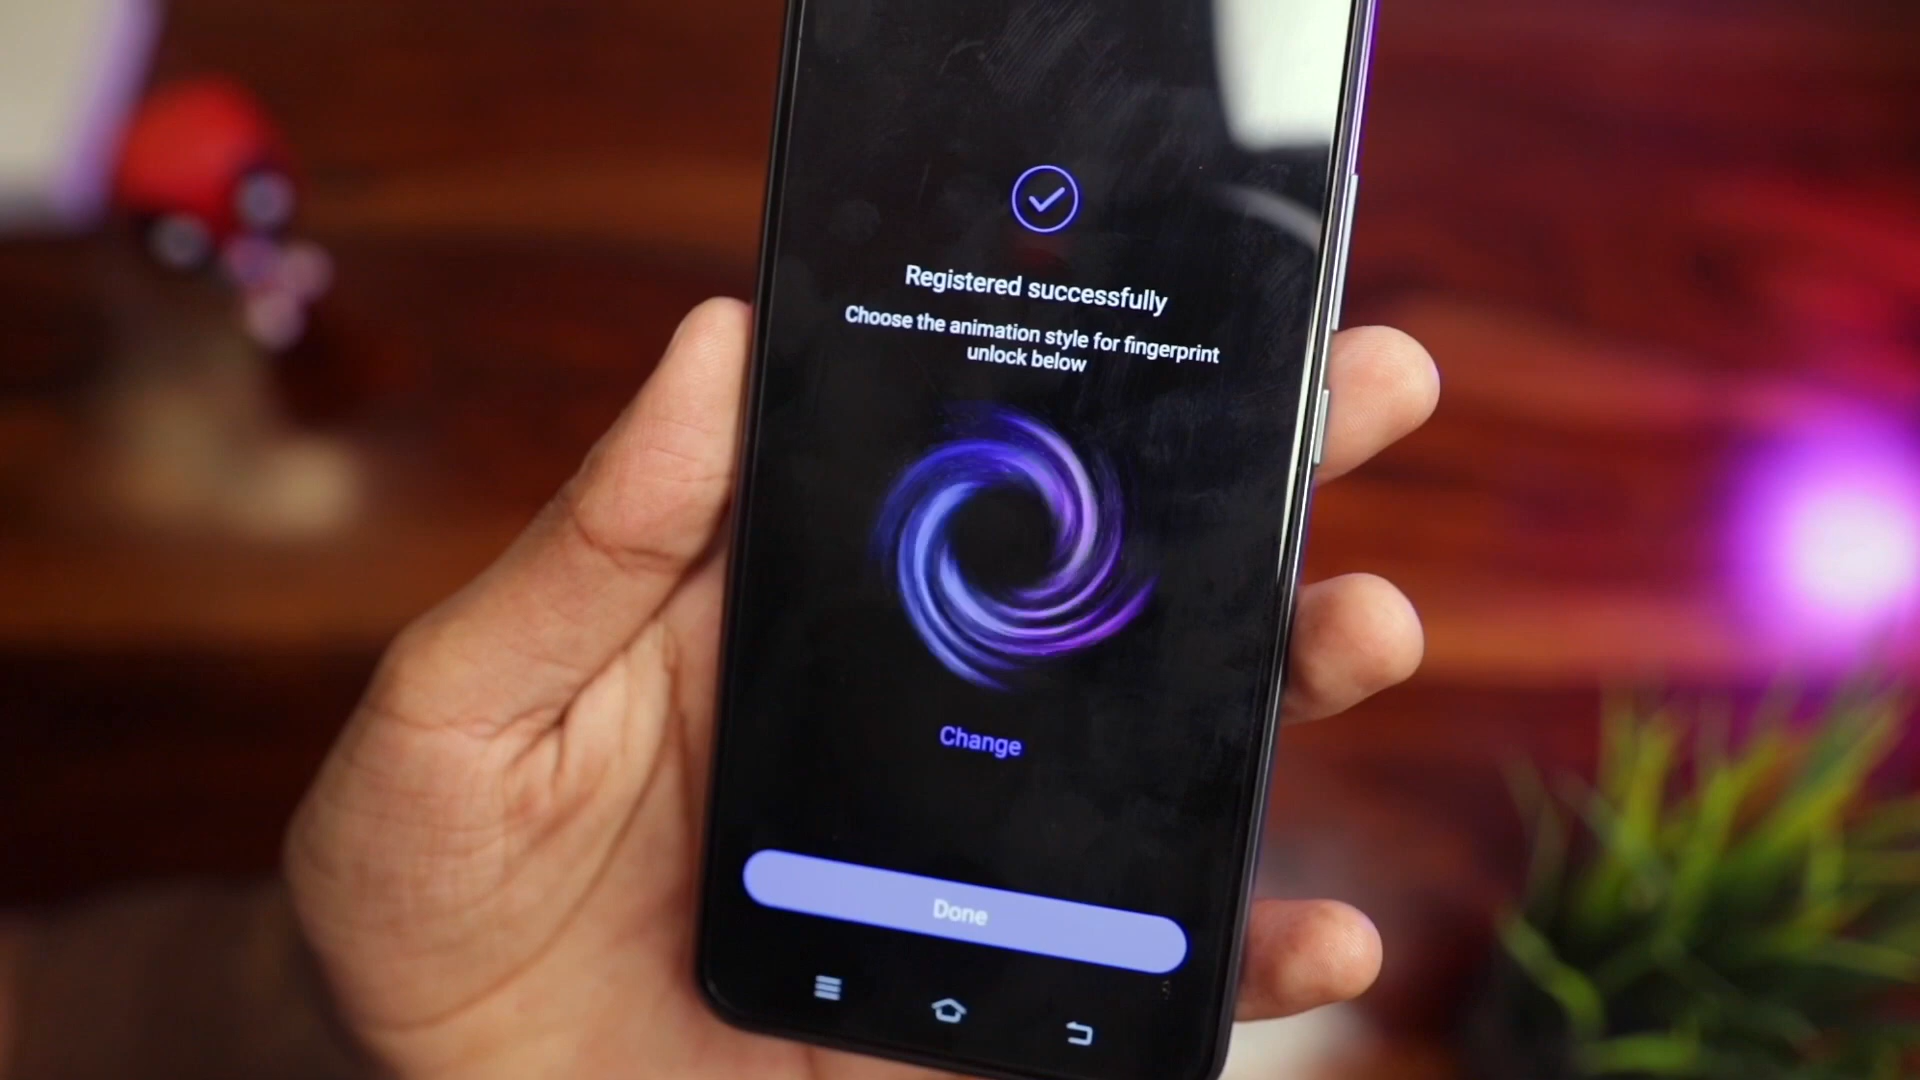 Registered successfully
Choose the animation style for fingerprint
unlock below
Change
Done